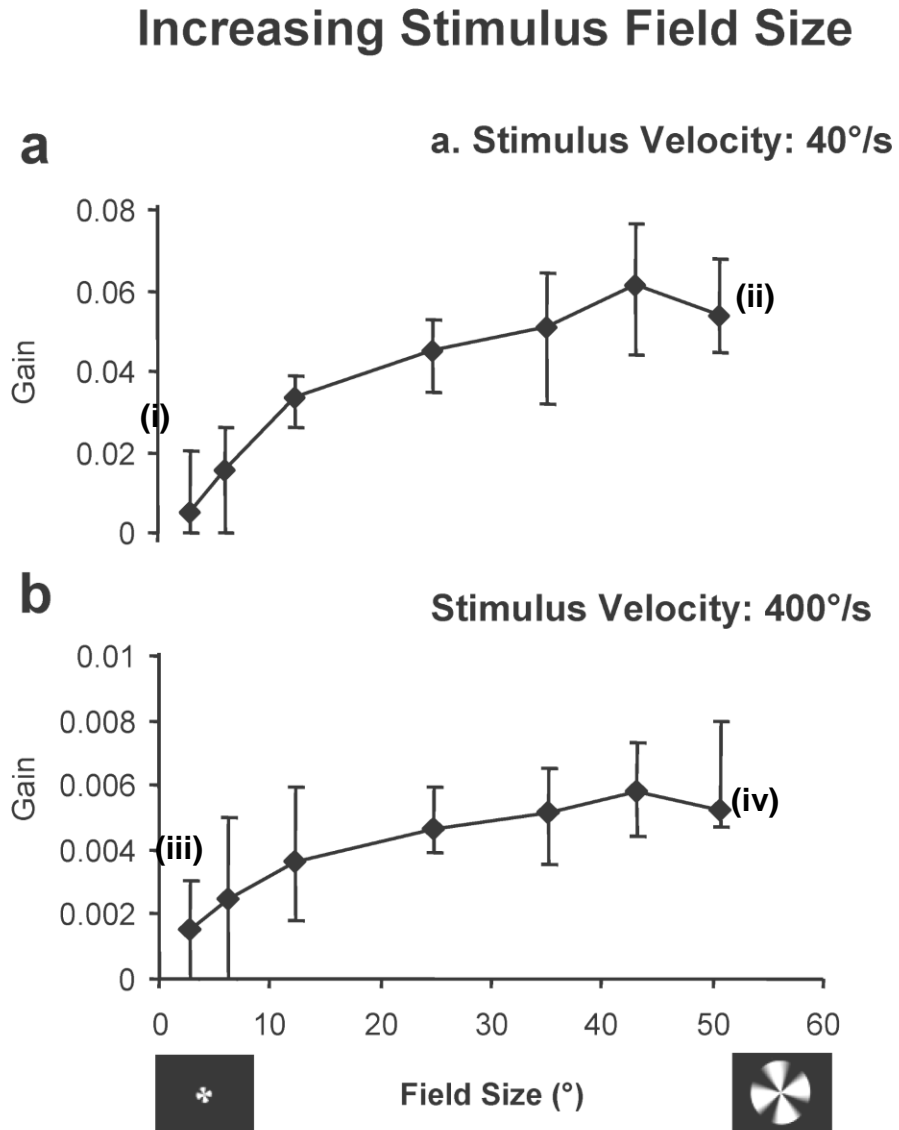 Increasing Stimulus Field Size
a
a. Stimulus Velocity: 40°/s
0.08
0.06
(ii)
0.04
Gain
(i)
0.02
0
b
Stimulus Velocity: 400°/s
0.01
0.008
0.006
(iv)
Gain
(iii)
0.004
0.002
0
0 10 20 30 40 50 60
Field Size (°)